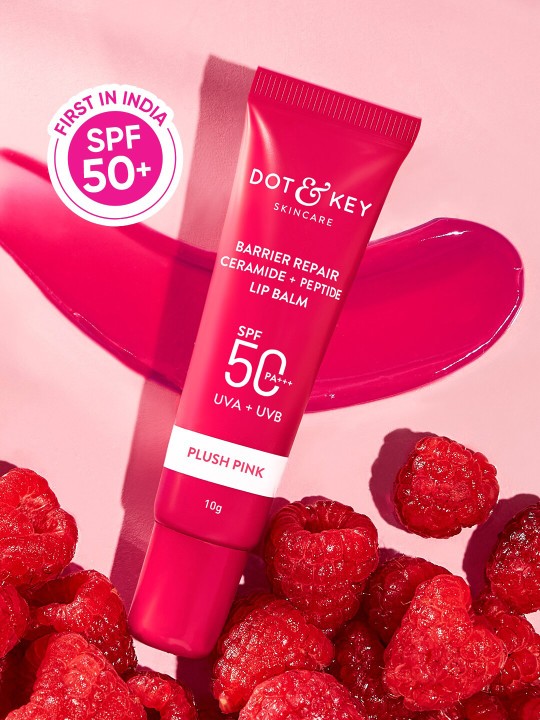 FIRST IN INDIA
SPF
50+
DOT & KEY
SKINCARE
BARRIER REPAIR
CERAMIDE + PEPTIDE
LIP BALM
SPF
50 PA+++
UVA + UVB
PLUSH PINK
10g